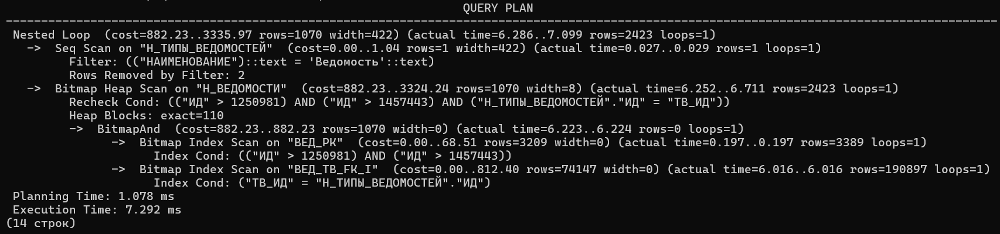 QUERY PLAN
--------------------------------------------------------------------------------------------------------------------------------------------
Nested Loop  (cost=882.23..3335.97 rows=1070 width=422) (actual time=6.286..7.099 rows=2423 loops=1)
  ->  Seq Scan on "Н_ТИПЫ_ВЕДОМОСТЕЙ"  (cost=0.00..1.04 rows=1 width=422) (actual time=0.027..0.029 rows=1 loops=1)
        Filter: (("НАИМЕНОВАНИЕ")::text = 'Ведомость'::text)
        Rows Removed by Filter: 2
  ->  Bitmap Heap Scan on "Н_ВЕДОМОСТИ"  (cost=882.23..3324.24 rows=1070 width=8) (actual time=6.252..6.711 rows=2423 loops=1)
        Recheck Cond: (("ИД" > 1250981) AND ("ИД" > 1457443) AND ("Н_ТИПЫ_ВЕДОМОСТЕЙ"."ИД" = "ТВ_ИД"))
        Heap Blocks: exact=110
        ->  BitmapAnd  (cost=882.23..882.23 rows=1070 width=0) (actual time=6.223..6.224 rows=0 loops=1)
              ->  Bitmap Index Scan on "ВЕД_PK"  (cost=0.00..68.51 rows=3209 width=0) (actual time=0.197..0.197 rows=3389 loops=1)
                    Index Cond: (("ИД" > 1250981) AND ("ИД" > 1457443))
              ->  Bitmap Index Scan on "ВЕД_ТВ_FK_I"  (cost=0.00..812.40 rows=74147 width=0) (actual time=6.016..6.016 rows=190897 loops=1)
                    Index Cond: ("ТВ_ИД" = "Н_ТИПЫ_ВЕДОМОСТЕЙ"."ИД")
Planning Time: 1.078 ms
Execution Time: 7.292 ms
(14 строк)